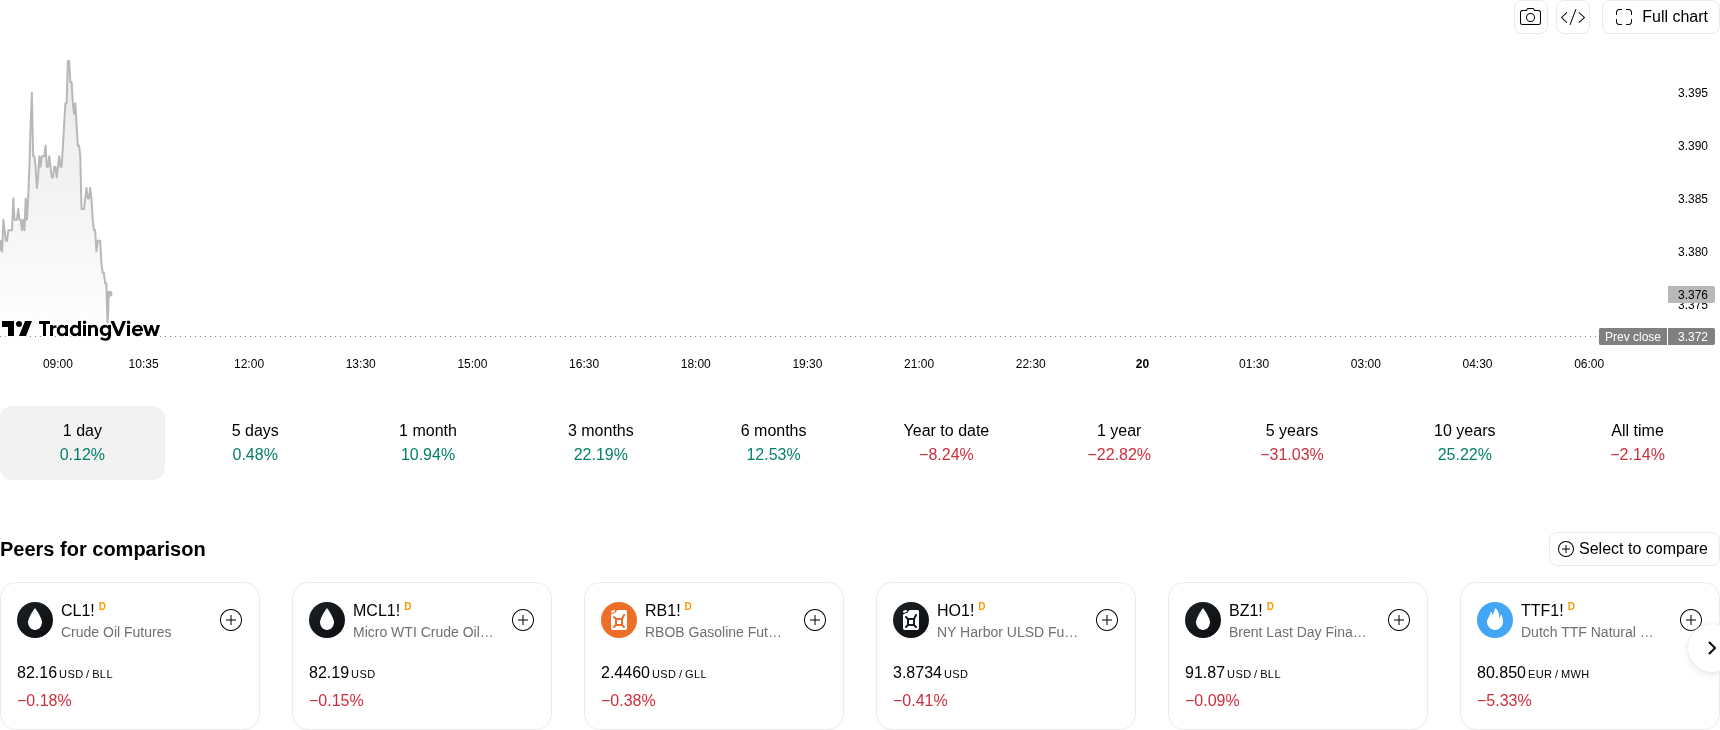 Full chart
3.395
3.390
3.385
3.380
3.376
3.375
Prev close 3.372
TradingView
09:00 10:35 12:00 13:30 15:00 16:30 18:00 19:30 21:00 22:30 20 01:30 03:00 04:30 06:00
1 day 5 days 1 month 3 months 6 months Year to date 1 year 5 years 10 years All time
0.12% 0.48% 10.94% 22.19% 12.53% −8.24% −22.82% −31.03% 25.22% −2.14%
Peers for comparison
Select to compare
CL1! D
Crude Oil Futures
82.16 USD / BLL
−0.18%
MCL1! D
Micro WTI Crude Oil…
82.19 USD
−0.15%
RB1! D
RBOB Gasoline Fut…
2.4460 USD / GLL
−0.38%
HO1! D
NY Harbor ULSD Fu…
3.8734 USD
−0.41%
BZ1! D
Brent Last Day Fina…
91.87 USD / BLL
−0.09%
TTF1! D
Dutch TTF Natural …
80.850 EUR / MWH
−5.33%